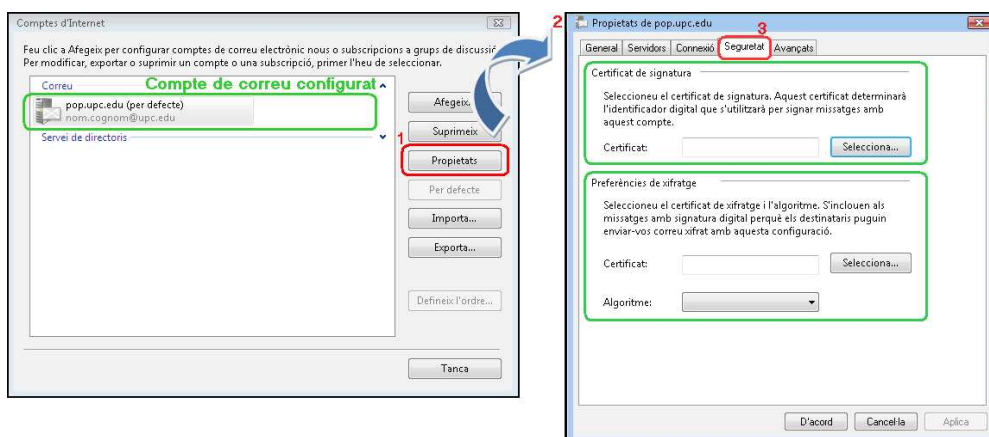 Comptes d'Internet
Feu clic a Afegeix per configurar comptes de correu electrònic nous o subscripcions a grups de discussió.
Per modificar, exportar o suprimir un compte o una subscripció, primer l'heu de seleccionar.
Correu
Compte de correu configurat
pop.upc.edu (per defecte)
nom.cognom@upc.edu
Servei de directoris
Afegeix...
1
Suprimeix
Propietats
Per defecte
Importa...
Exporta...
Defineix l'ordre...
Tanca
2
Propietats de pop.upc.edu
3
General
Servidors
Connexió
Seguretat
Avançats
Certificat de signatura
Seleccioneu el certificat de signatura. Aquest certificat determinarà
l'identificador digital que s'utilitzarà per signar missatges amb
aquest compte.
Certificat:
Selecciona...
Preferències de xifratge
Seleccioneu el certificat de xifratge i l'algoritme. S'inclouen als
missatges amb signatura digital perquè els destinataris puguin
enviar-vos correu xifrat amb aquesta configuració.
Certificat:
Selecciona...
Algoritme:
D'acord
Cancel·la
Aplica